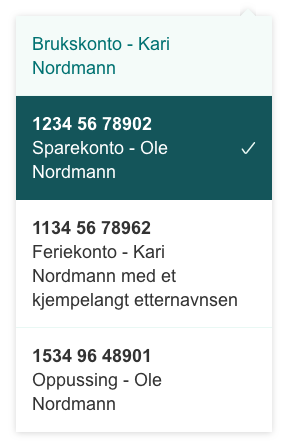 Brukskonto - Kari
Nordmann
1234 56 78902
Sparekonto - Ole
Nordmann
1134 56 78962
Feriekonto - Kari
Nordmann med et
kjempelangt etternavnsen
1534 96 48901
Oppussing - Ole
Nordmann